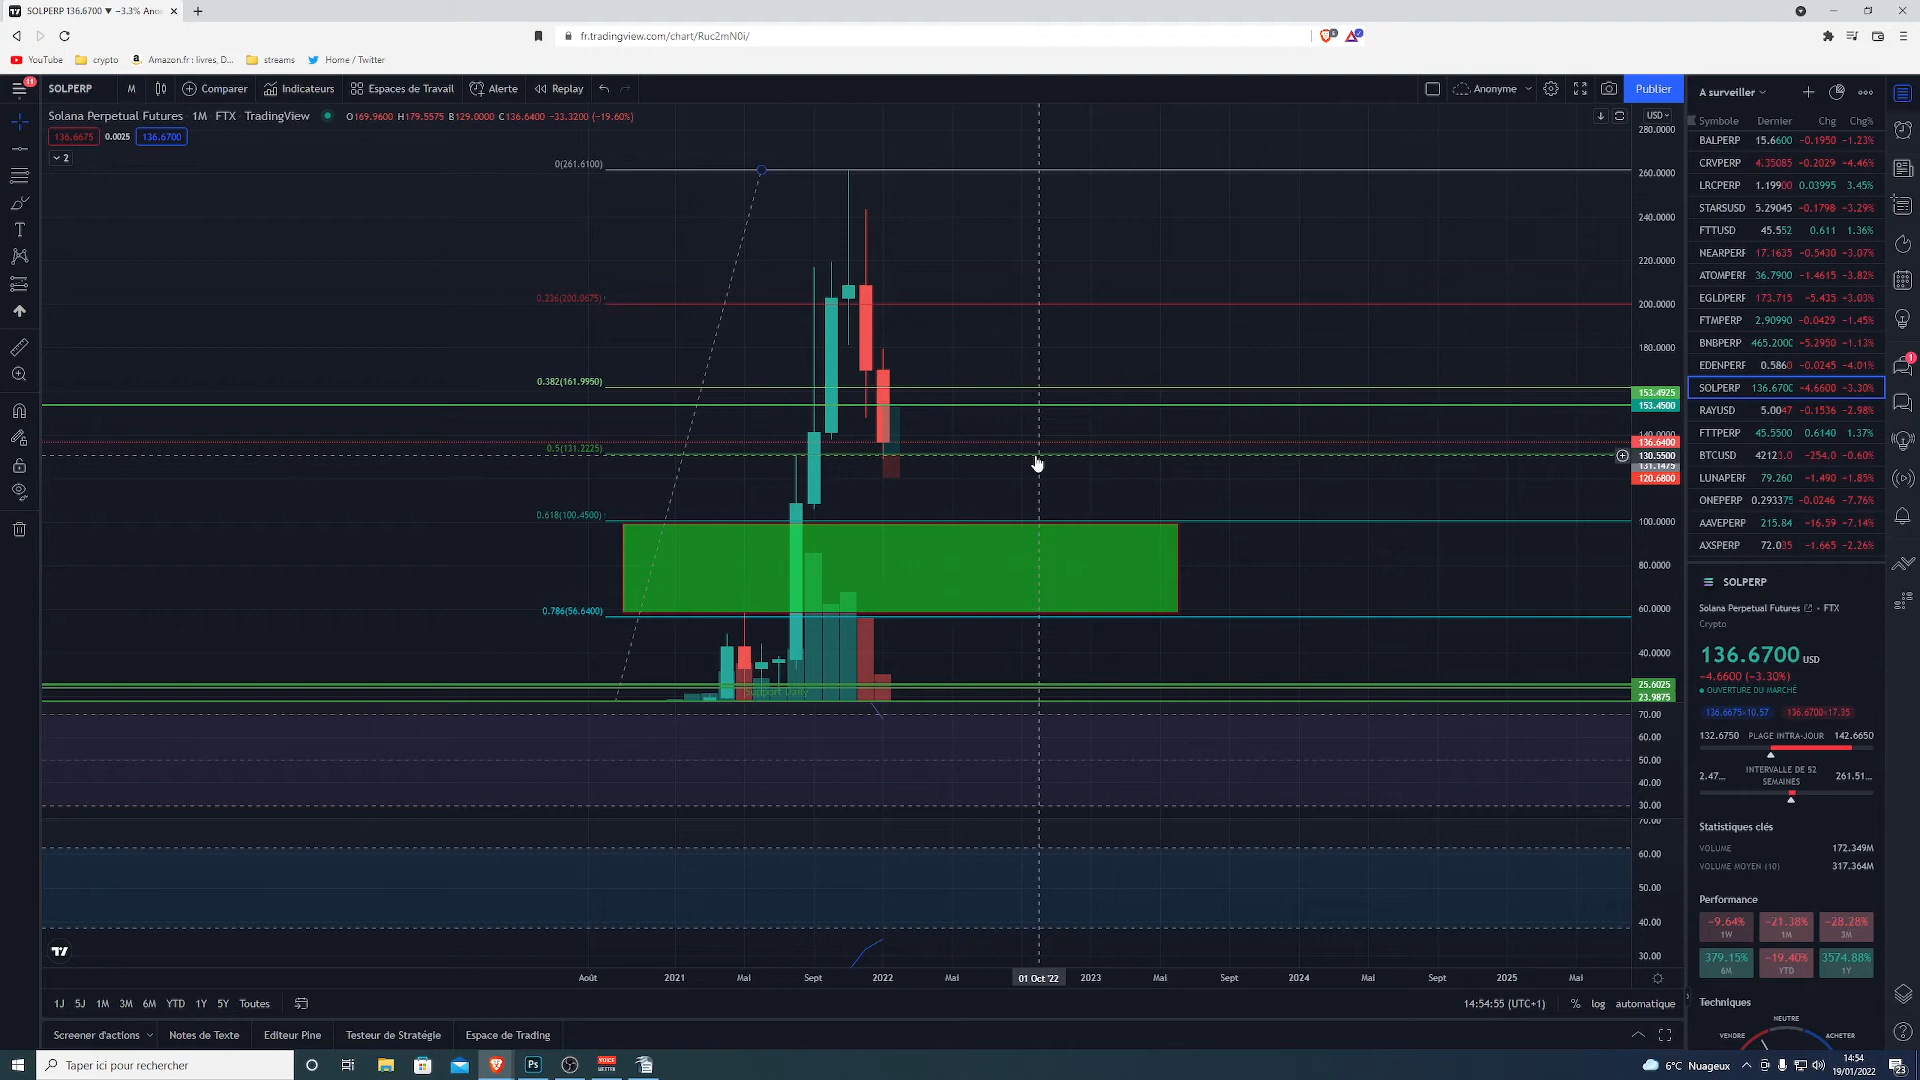 SOLPERP 136.6700 ▼ −3.3% Anon
fr.tradingview.com/chart/Ruc2mN0i/
YouTube crypto Amazon.fr : livres, D... streams Home / Twitter
11 SOLPERP M Comparer Indicateurs Espaces de Travail Alerte Replay Anonyme Publier
Solana Perpetual Futures · 1M · FTX · TradingView O169.9600 H179.5575 B129.0000 C136.6400 −33.3200 (−19.60%)
136.6675 0.0025 136.6700
2
USD
280.0000
260.0000
240.0000
220.0000
200.0000
180.0000
153.4925
153.4500
140.0000
136.6400
130.5500
131.1475
120.6800
100.0000
80.0000
60.0000
40.0000
25.6025
23.9875
70.00
60.00
50.00
40.00
30.00
70.00
60.00
50.00
40.00
30.00
0(261.6100)
0.236(200.0675)
0.382(161.9950)
0.5(131.2225)
0.618(100.4500)
0.786(56.6400)
Support Daily
Août 2021 Mai Sept 2022 Mai 01 Oct '22 2023 Mai Sept 2024 Mai Sept 2025 Mai
1J 5J 1M 3M 6M YTD 1Y 5Y Toutes 14:54:55 (UTC+1) % log automatique
Screener d'actions Notes de Texte Editeur Pine Testeur de Stratégie Espace de Trading
A surveiller
Symbole Dernier Chg Chg%
BALPERP 15.6600 −0.1950 −1.23%
CRVPERP 4.35085 −0.2029 −4.46%
LRCPERP 1.19900 0.03995 3.45%
STARSUSD 5.29045 −0.1798 −3.29%
FTTUSD 45.552 0.611 1.36%
NEARPERF 17.1635 −0.5430 −3.07%
ATOMPERF 36.7900 −1.4615 −3.82%
EGLDPERF 173.715 −5.435 −3.03%
FTMPERP 2.90990 −0.0429 −1.45%
BNBPERP 465.2000 −5.2950 −1.13%
EDENPERF 0.5860 −0.0245 −4.01%
SOLPERP 136.6700 −4.6600 −3.30%
RAYUSD 5.0047 −0.1536 −2.98%
FTTPERP 45.5500 0.6140 1.37%
BTCUSD 42123.0 −254.0 −0.60%
LUNAPERF 79.260 −1.490 −1.85%
ONEPERP 0.293375 −0.0246 −7.76%
AAVEPERP 215.84 −16.59 −7.14%
AXSPERP 72.035 −1.665 −2.26%
SOLPERP
Solana Perpetual Futures · FTX
Crypto
136.6700 USD
−4.6600 (−3.30%)
OUVERTURE DU MARCHÉ
136.6675×10.57 136.6700×17.35
132.6750 PLAGE INTRA-JOUR 142.6650
2.47... INTERVALLE DE 52 SEMAINES 261.51...
Statistiques clés
VOLUME 172.349M
VOLUME MOYEN (10) 317.364M
Performance
−9.64% −21.38% −28.28%
1W 1M 3M
379.15% −19.40% 3574.88%
6M YTD 1Y
Techniques
NEUTRE
VENDRE ACHETER
1
Taper ici pour rechercher
Ps
6°C Nuageux
14:54
19/01/2022
23